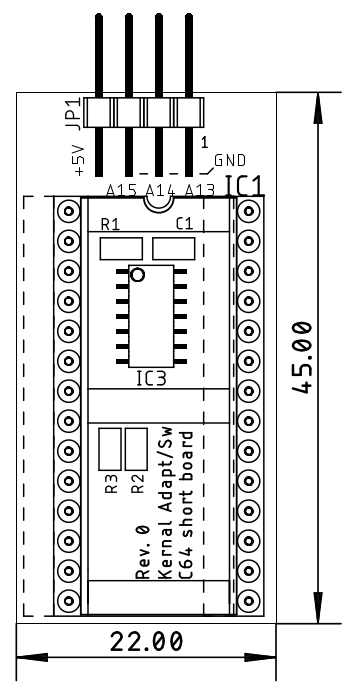 JP1
1
+5V
GND
A15 A14 A13
IC1
R1
C1
IC3
45.00
R3
R2
Rev. 0
Kernal Adapt/Sw
C64 short board
22.00